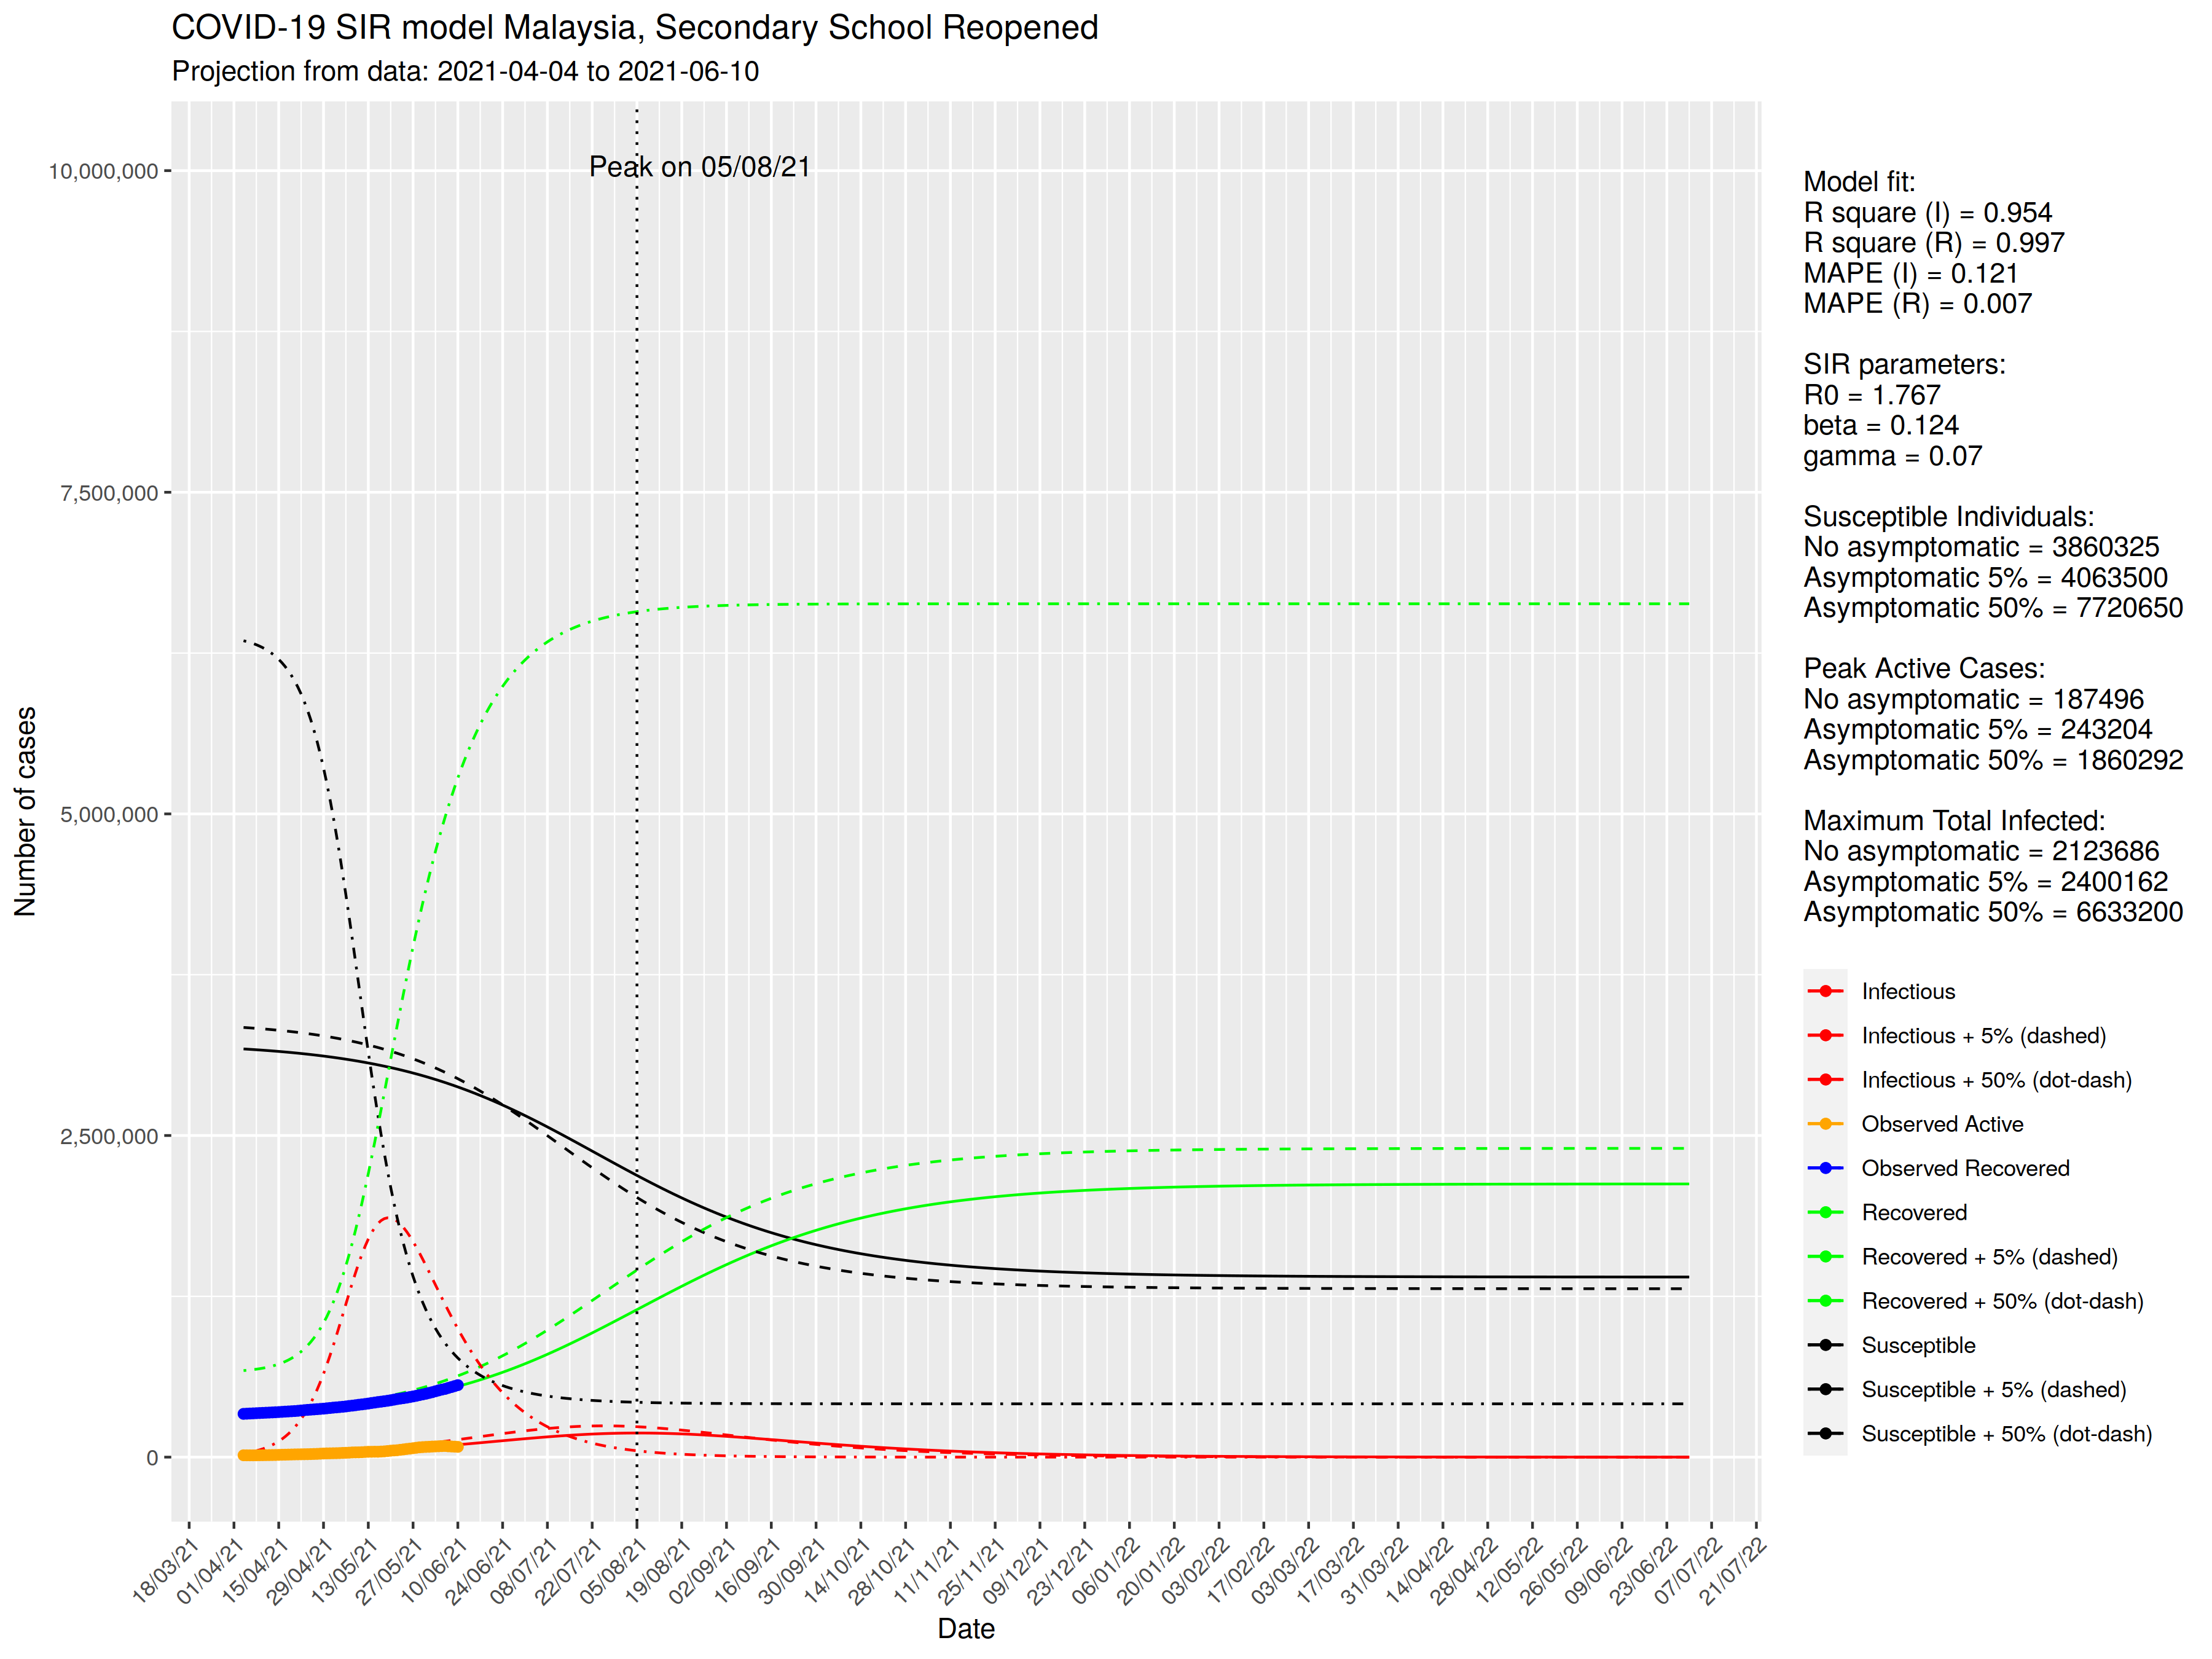 COVID-19 SIR model Malaysia, Secondary School Reopened
Projection from data: 2021-04-04 to 2021-06-10
Peak on 05/08/21
10,000,000
7,500,000
5,000,000
2,500,000
0
Number of cases
18/03/21
01/04/21
15/04/21
29/04/21
13/05/21
27/05/21
10/06/21
24/06/21
08/07/21
22/07/21
05/08/21
19/08/21
02/09/21
16/09/21
30/09/21
14/10/21
28/10/21
11/11/21
25/11/21
09/12/21
23/12/21
06/01/22
20/01/22
03/02/22
17/02/22
03/03/22
17/03/22
31/03/22
14/04/22
28/04/22
12/05/22
26/05/22
09/06/22
23/06/22
07/07/22
21/07/22
Date
Model fit:
R square (I) = 0.954
R square (R) = 0.997
MAPE (I) = 0.121
MAPE (R) = 0.007
SIR parameters:
R0 = 1.767
beta = 0.124
gamma = 0.07
Susceptible Individuals:
No asymptomatic = 3860325
Asymptomatic 5% = 4063500
Asymptomatic 50% = 7720650
Peak Active Cases:
No asymptomatic = 187496
Asymptomatic 5% = 243204
Asymptomatic 50% = 1860292
Maximum Total Infected:
No asymptomatic = 2123686
Asymptomatic 5% = 2400162
Asymptomatic 50% = 6633200
Infectious
Infectious + 5% (dashed)
Infectious + 50% (dot-dash)
Observed Active
Observed Recovered
Recovered
Recovered + 5% (dashed)
Recovered + 50% (dot-dash)
Susceptible
Susceptible + 5% (dashed)
Susceptible + 50% (dot-dash)